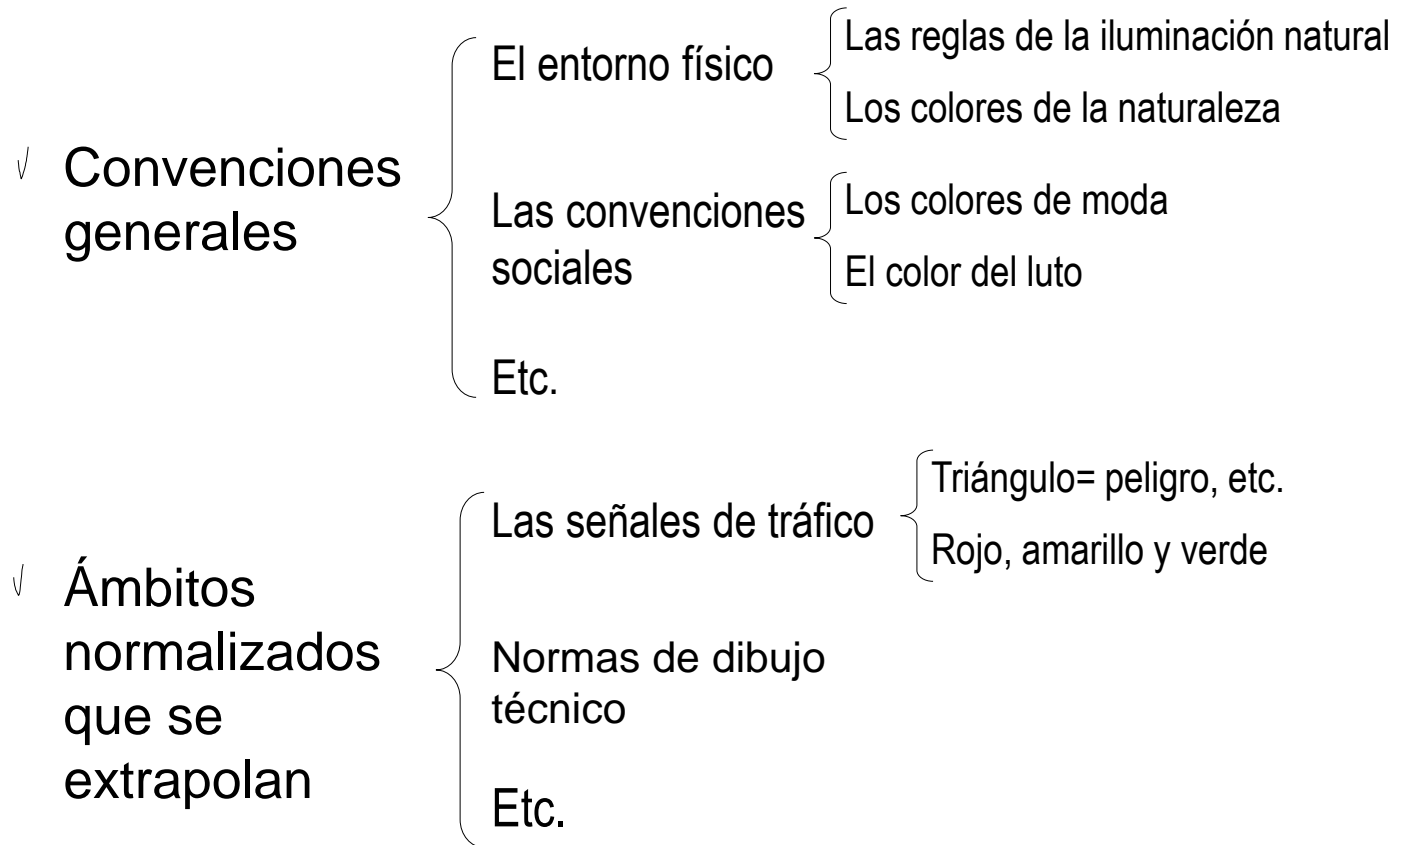 Convenciones
generales
El entorno físico
Las reglas de la iluminación natural
Los colores de la naturaleza
Las convenciones
sociales
Los colores de moda
El color del luto
Etc.
Ámbitos
normalizados
que se
extrapolan
Las señales de tráfico
Triángulo= peligro, etc.
Rojo, amarillo y verde
Normas de dibujo
técnico
Etc.